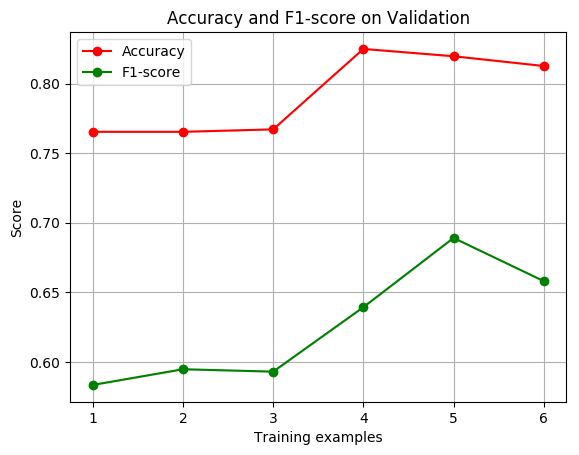 Accuracy and F1-score on Validation
Accuracy
F1-score
0.80
0.75
0.70
0.65
0.60
Score
1 2 3 4 5 6
Training examples